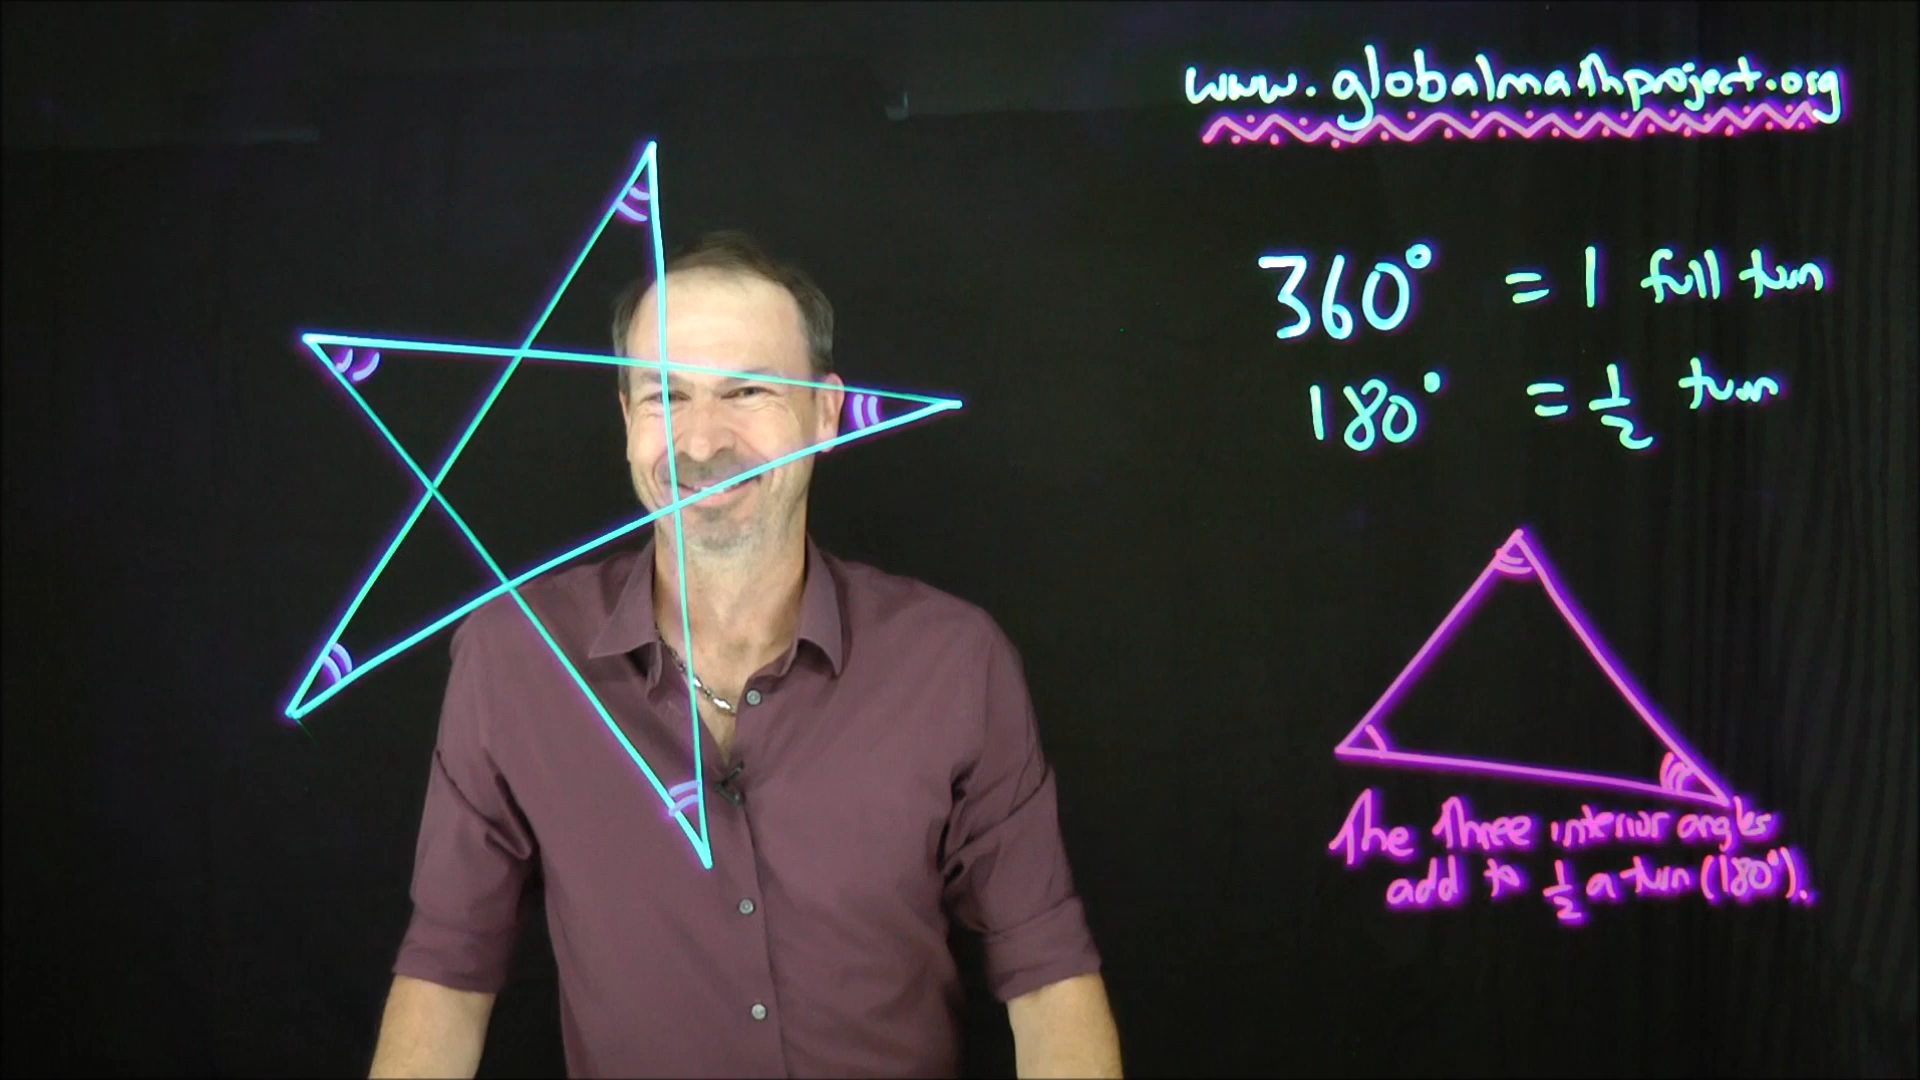 www.globalmathproject.org
360° = 1 full turn
180° = 1/2 turn
The three interior angles
add to 1/2 a turn (180°).